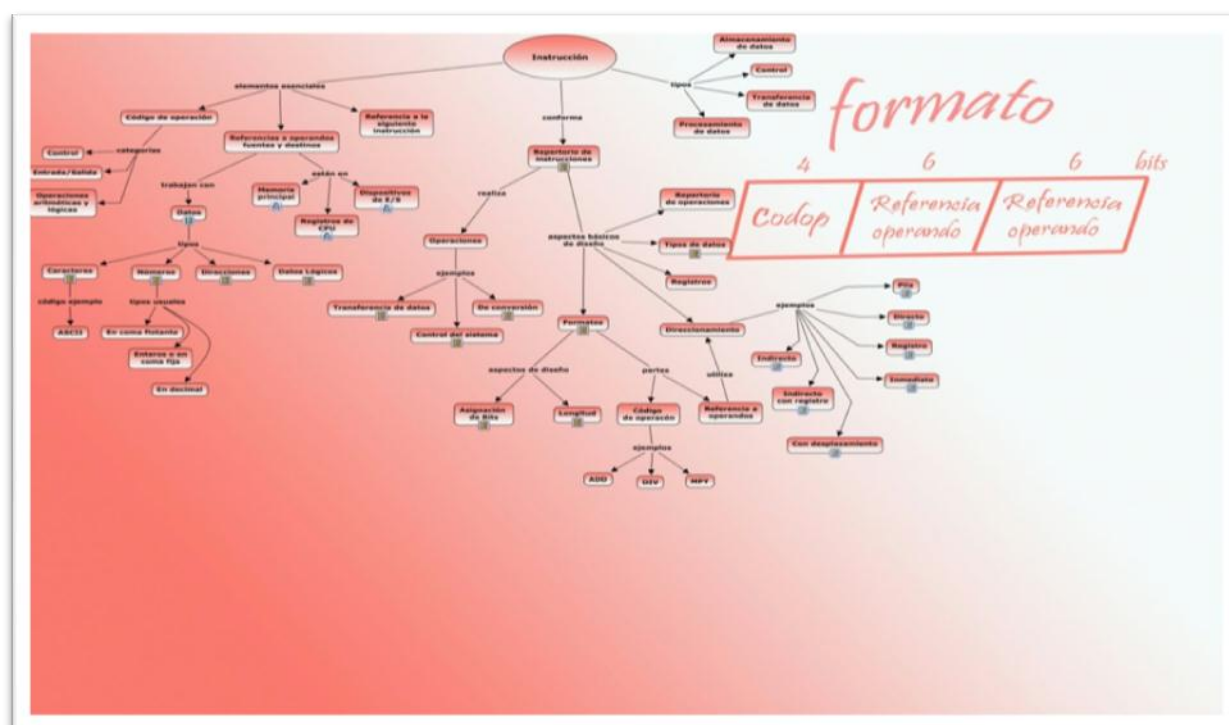 Instrucción
elementos esenciales
Código de operación
categorías
Control
Entrada/Salida
Operaciones
aritméticas y
lógicas
Referencias a operandos
fuentes y destinos
trabajan con
Datos
tipos
Caracteres
código ejemplo
ASCII
Números
tipos usuales
En coma flotante
Enteros o en
coma fija
En decimal
Direcciones
Datos Lógicos
están en
Memoria
principal
Registros de
CPU
Dispositivos
de E/S
Referencia a la
siguiente
instrucción
conforma
Repertorio de
instrucciones
realiza
Operaciones
ejemplos
Transferencia de datos
Control del sistema
De conversión
aspectos básicos
de diseño
Repertorio
de operaciones
Tipos de datos
Registros
Direccionamiento
ejemplos
Pila
Directo
Registro
Inmediato
Indirecto
Indirecto
con registro
Con desplazamiento
Formatos
aspectos de diseño
Asignación
de Bits
Longitud
partes
Código
de operacón
ejemplos
ADD
DIV
MPY
Referencia a
operandos
utiliza
tipos
Almacenamiento
de datos
Control
Transferencia
de datos
Procesamiento
de datos
formato
4 6 6 bits
Codop
Referencia
operando
Referencia
operando